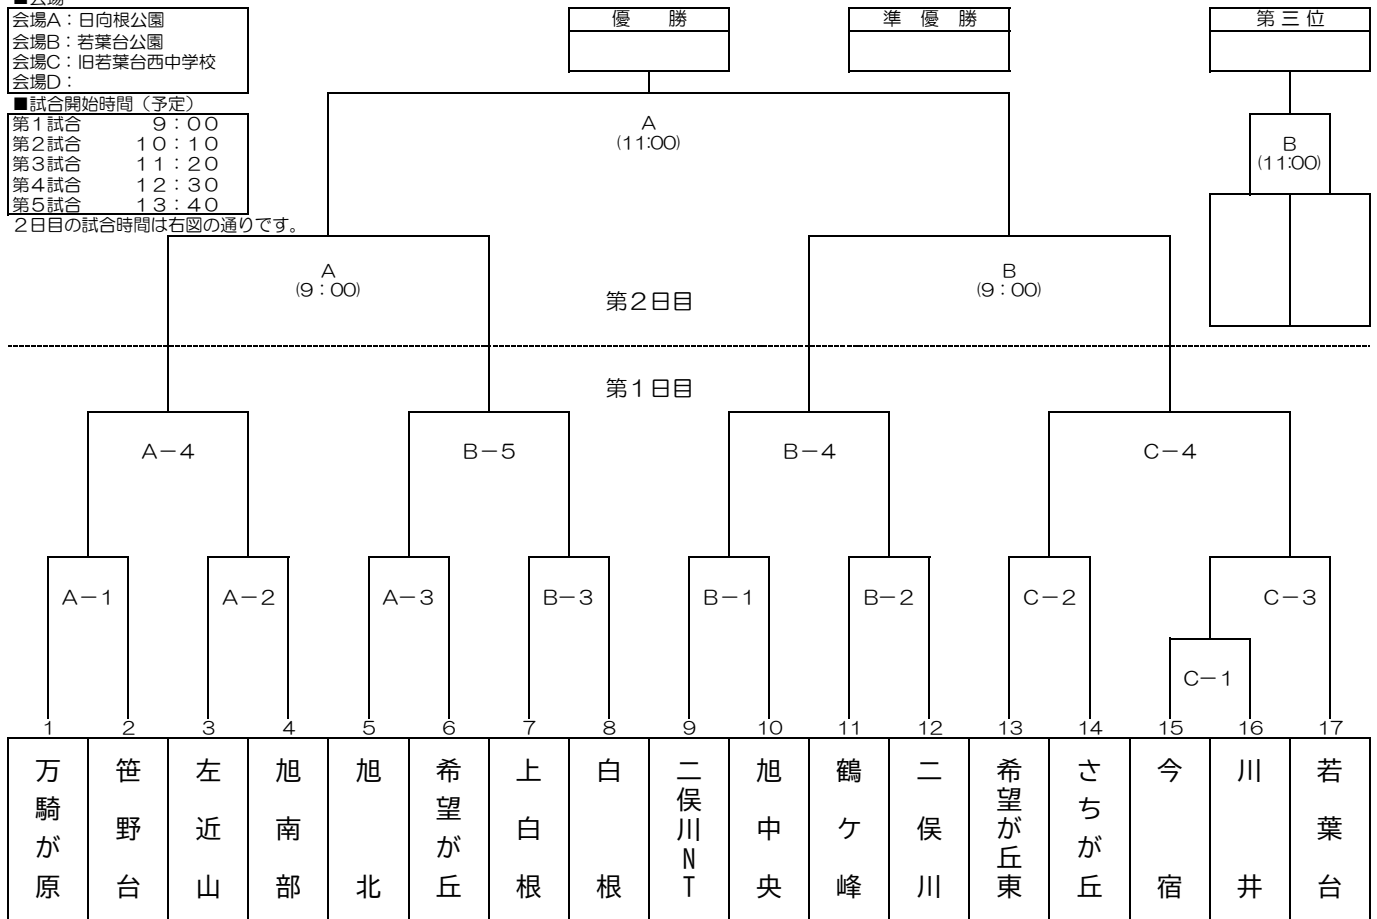 ■会場
会場A：日向根公園
会場B：若葉台公園
会場C：旧若葉台西中学校
会場D：
■試合開始時間（予定）
第1試合 9：00
第2試合 10：10
第3試合 11：20
第4試合 12：30
第5試合 13：40
2日目の試合時間は右図の通りです。
優　勝
準 優 勝
第 三 位
A
(11:00)
B
(11:00)
A
(9：00)
B
(9：00)
第2日目
第1日目
A－4
B－5
B－4
C－4
A－1
A－2
A－3
B－3
B－1
B－2
C－2
C－3
C－1
1
2
3
4
5
6
7
8
9
10
11
12
13
14
15
16
17
万騎が原
笹野台
左近山
旭南部
旭北
希望が丘
上白根
白根
二俣川NT
旭中央
鶴ケ峰
二俣川
希望が丘東
さちが丘
今宿
川井
若葉台